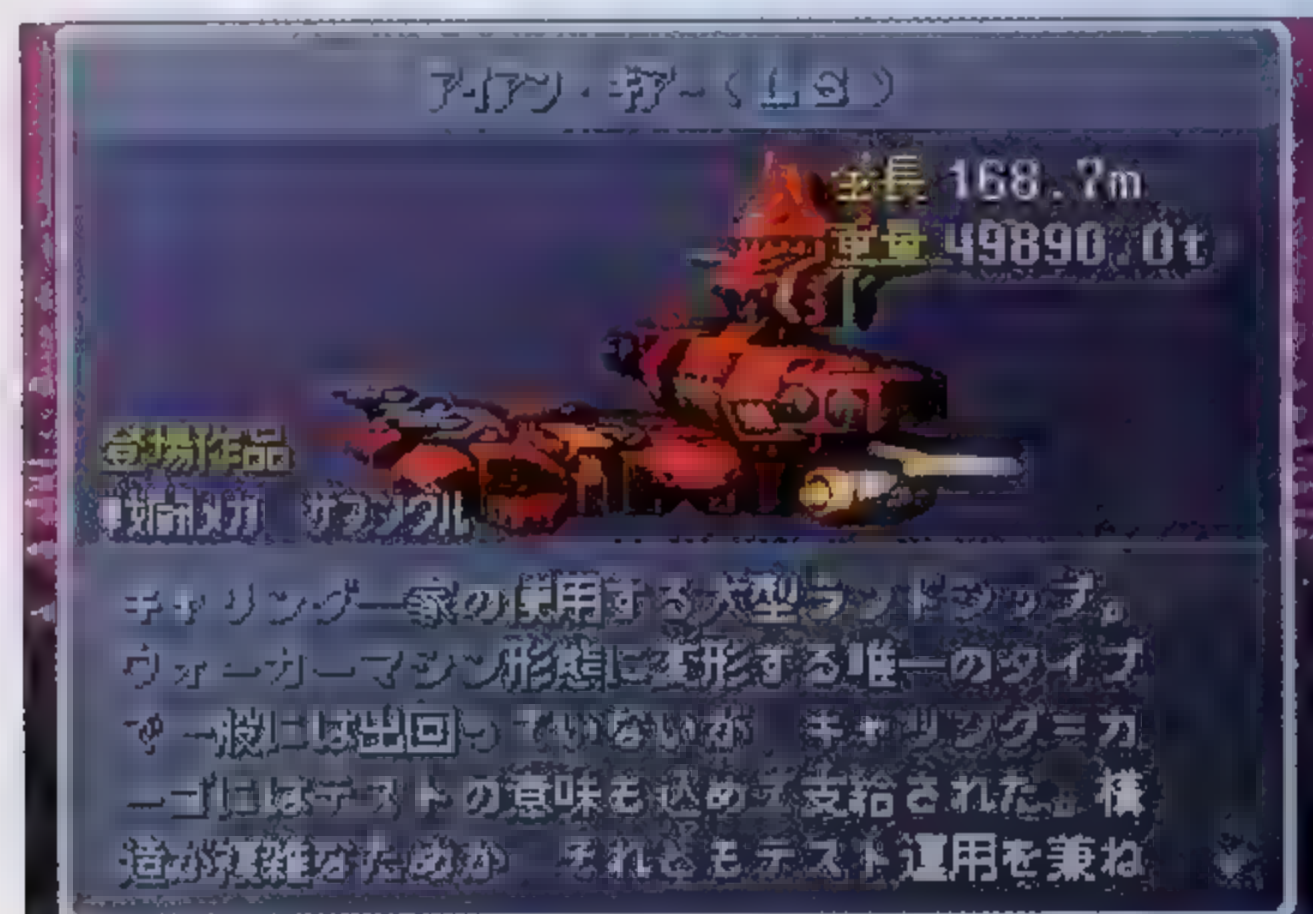 アイアン・ギアー(LS)
全長 168.7m
重量 49890.0t
登場作品
戦闘メカ ザブングル
キャリング一家の使用する大型ランドシップ。
ウォーカーマシン形態に変形する唯一のタイプ
で 一般には出回っていないが キャリング=カ
ーゴにはテストの意味も込めて支給された。構
造が複雑なためか それともテスト運用を兼ね